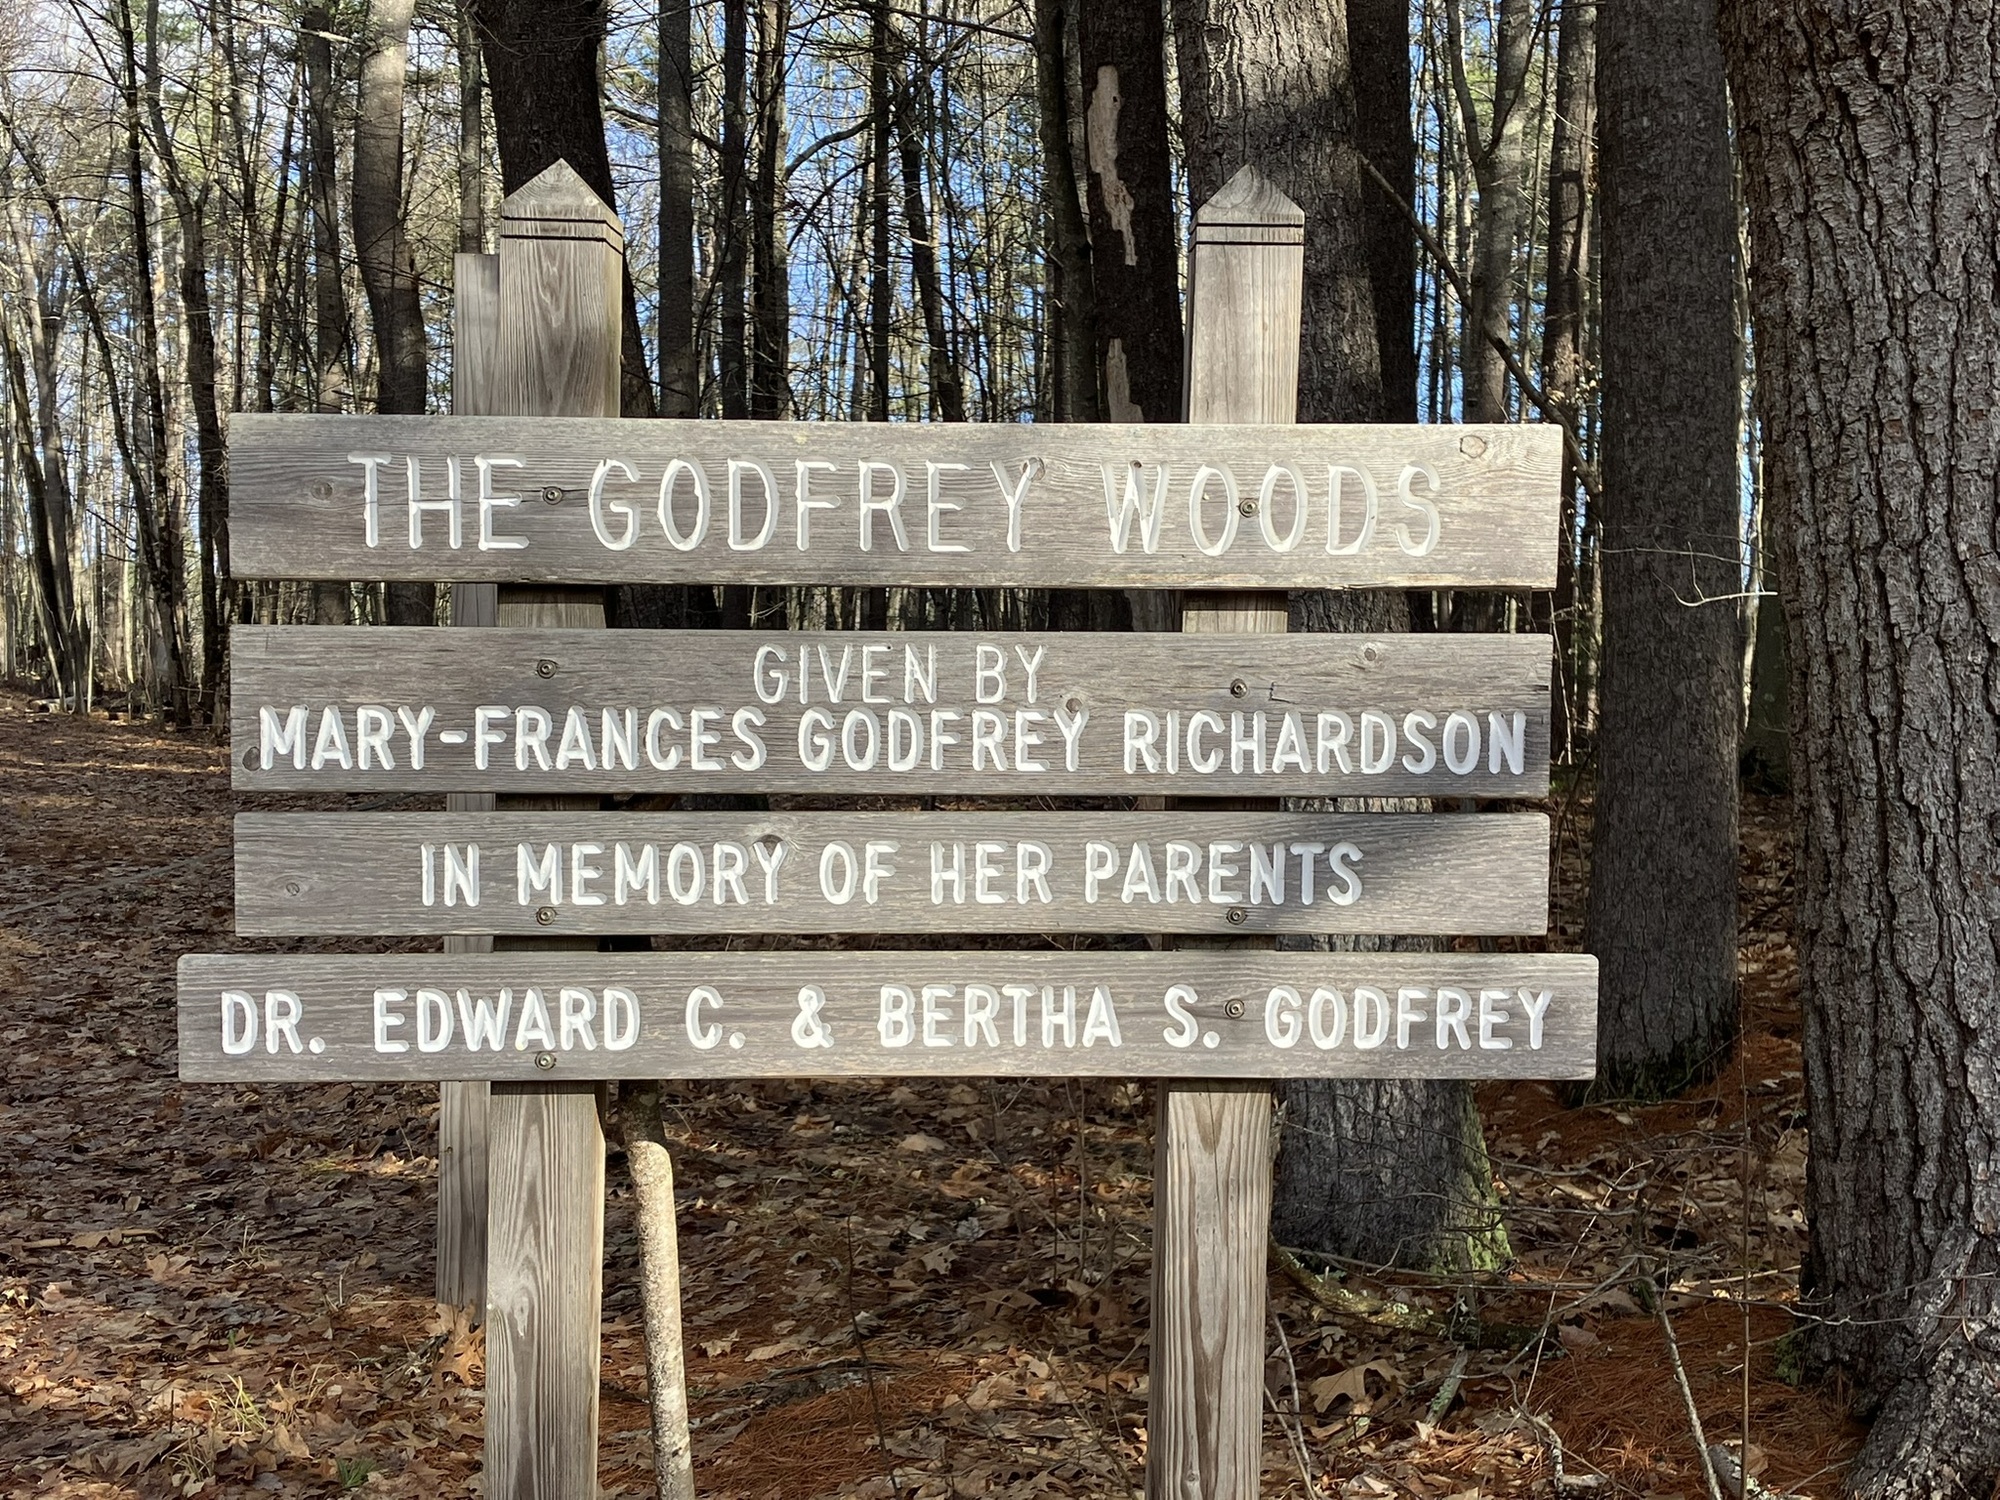 THE GODFREY WOODS
GIVEN BY
MARY-FRANCES GODFREY RICHARDSON
IN MEMORY OF HER PARENTS
DR. EDWARD C. & BERTHA S. GODFREY